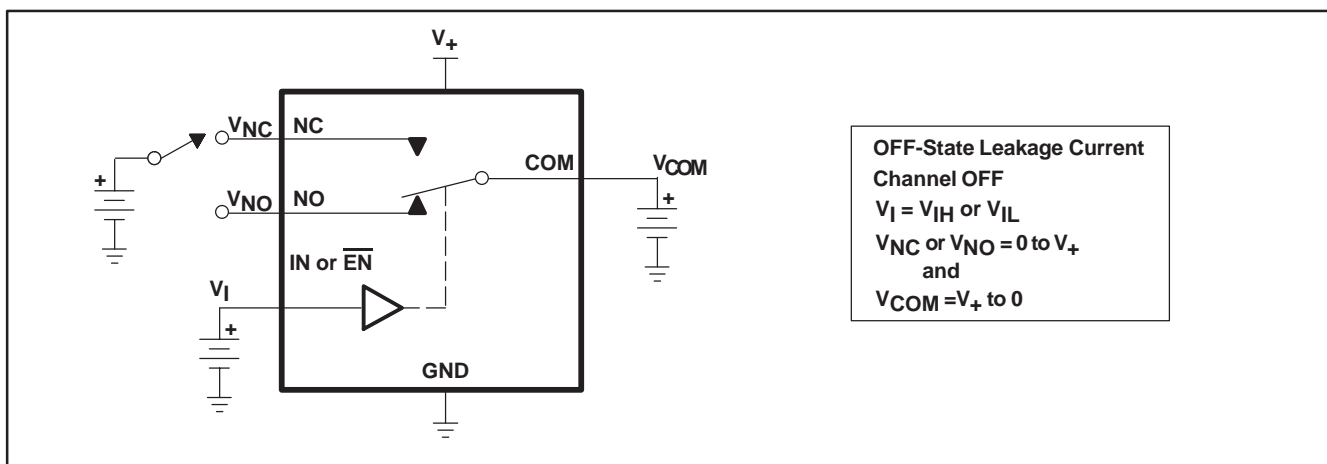 V+
VNC NC
COM VCOM
+
VNO NO
+
IN or E̅N̅
VI
+
GND
OFF-State Leakage Current
Channel OFF
VI = VIH or VIL
VNC or VNO = 0 to V+
and
VCOM =V+ to 0